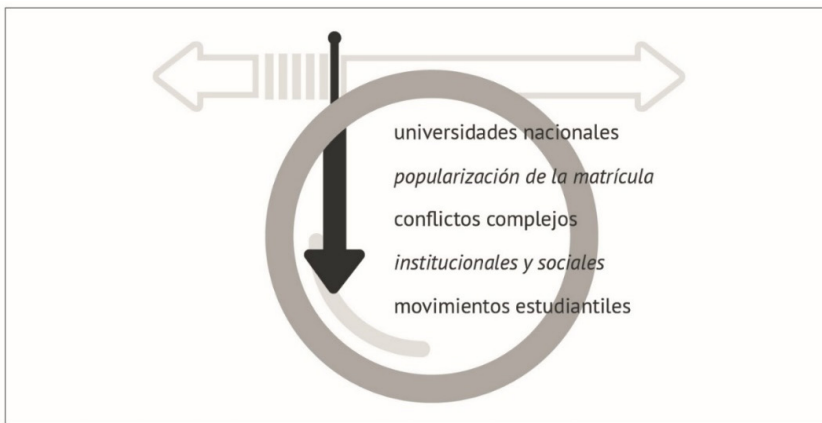 universidades nacionales
popularización de la matrícula
conflictos complejos
institucionales y sociales
movimientos estudiantiles